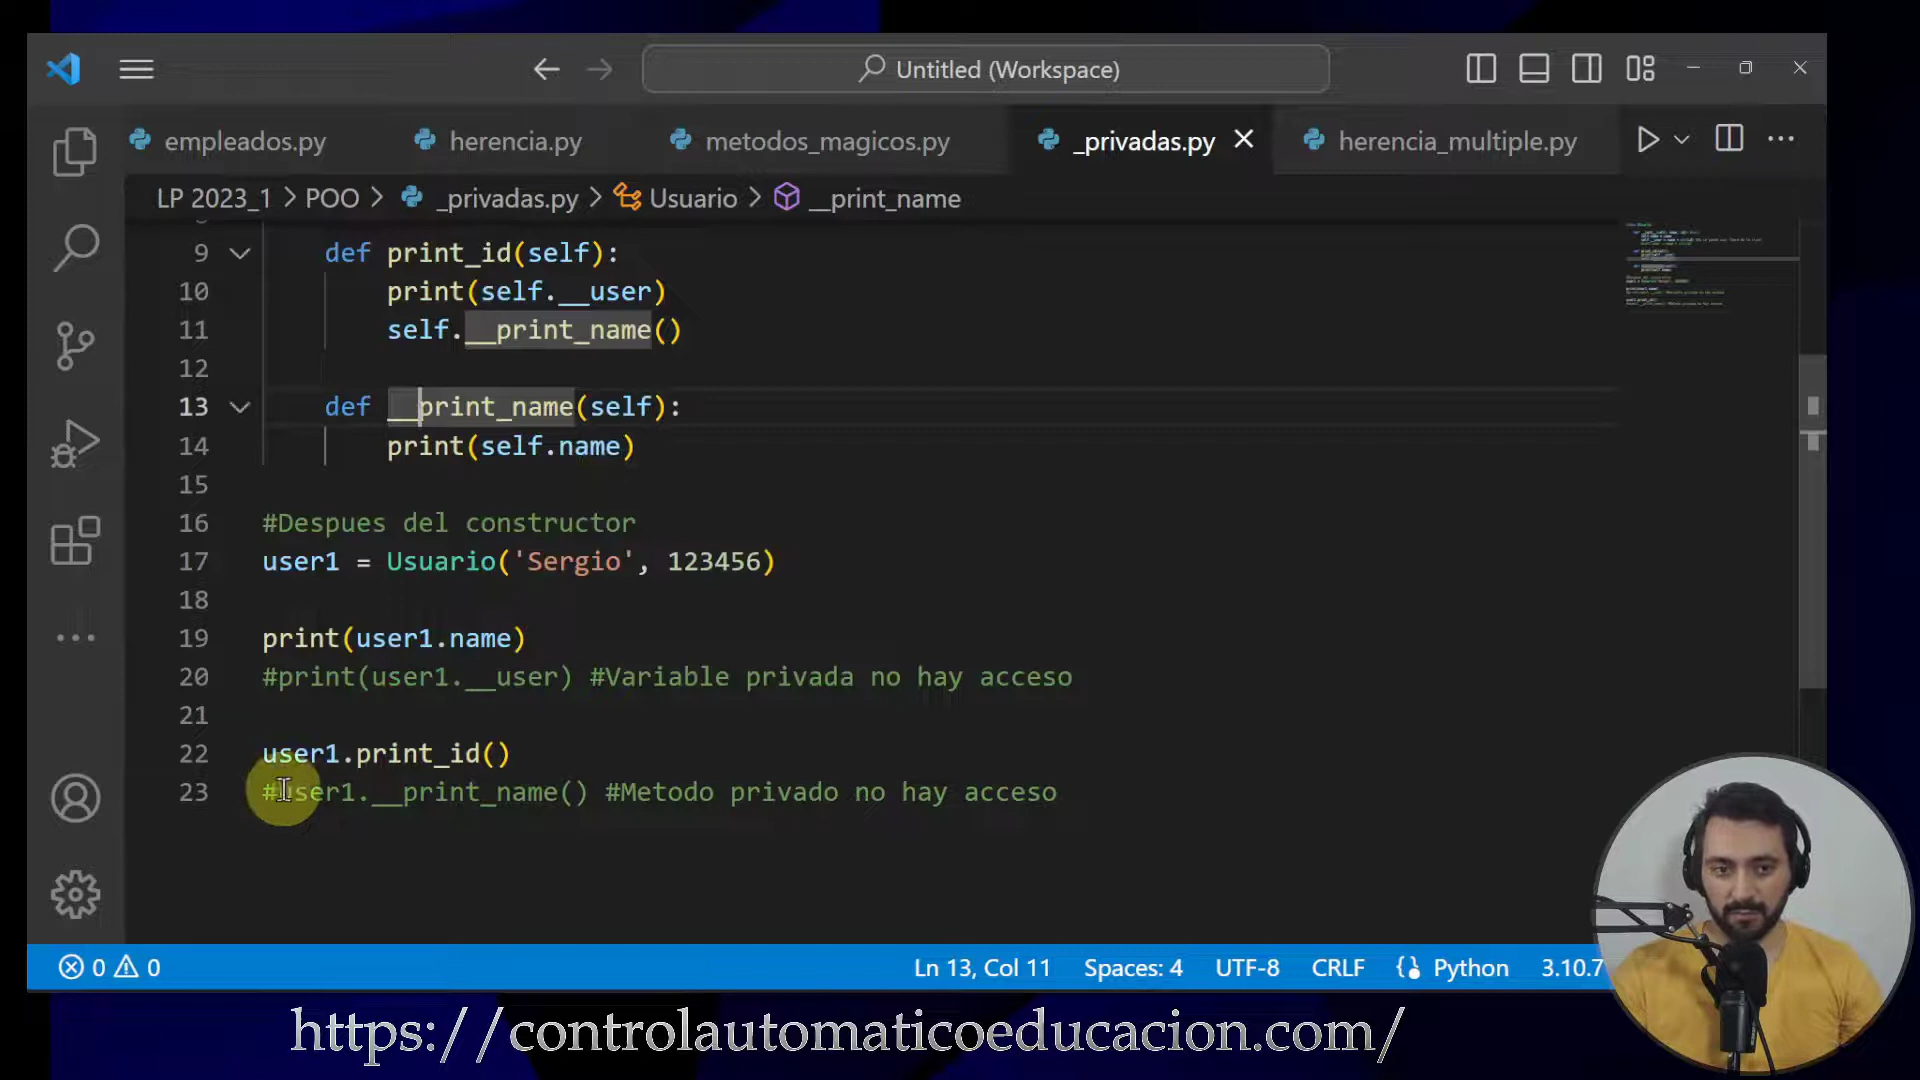 Untitled (Workspace)
empleados.py herencia.py metodos_magicos.py _privadas.py herencia_multiple.py
LP 2023_1 > POO > _privadas.py > Usuario > __print_name
9 def print_id(self):
10 print(self.__user)
11 self.__print_name()
12
13 def __print_name(self):
14 print(self.name)
15
16 #Despues del constructor
17 user1 = Usuario('Sergio', 123456)
18
19 print(user1.name)
20 #print(user1.__user) #Variable privada no hay acceso
21
22 user1.print_id()
23 #user1.__print_name() #Metodo privado no hay acceso
0 0 Ln 13, Col 11 Spaces: 4 UTF-8 CRLF Python 3.10.7
https://controlautomaticoeducacion.com/